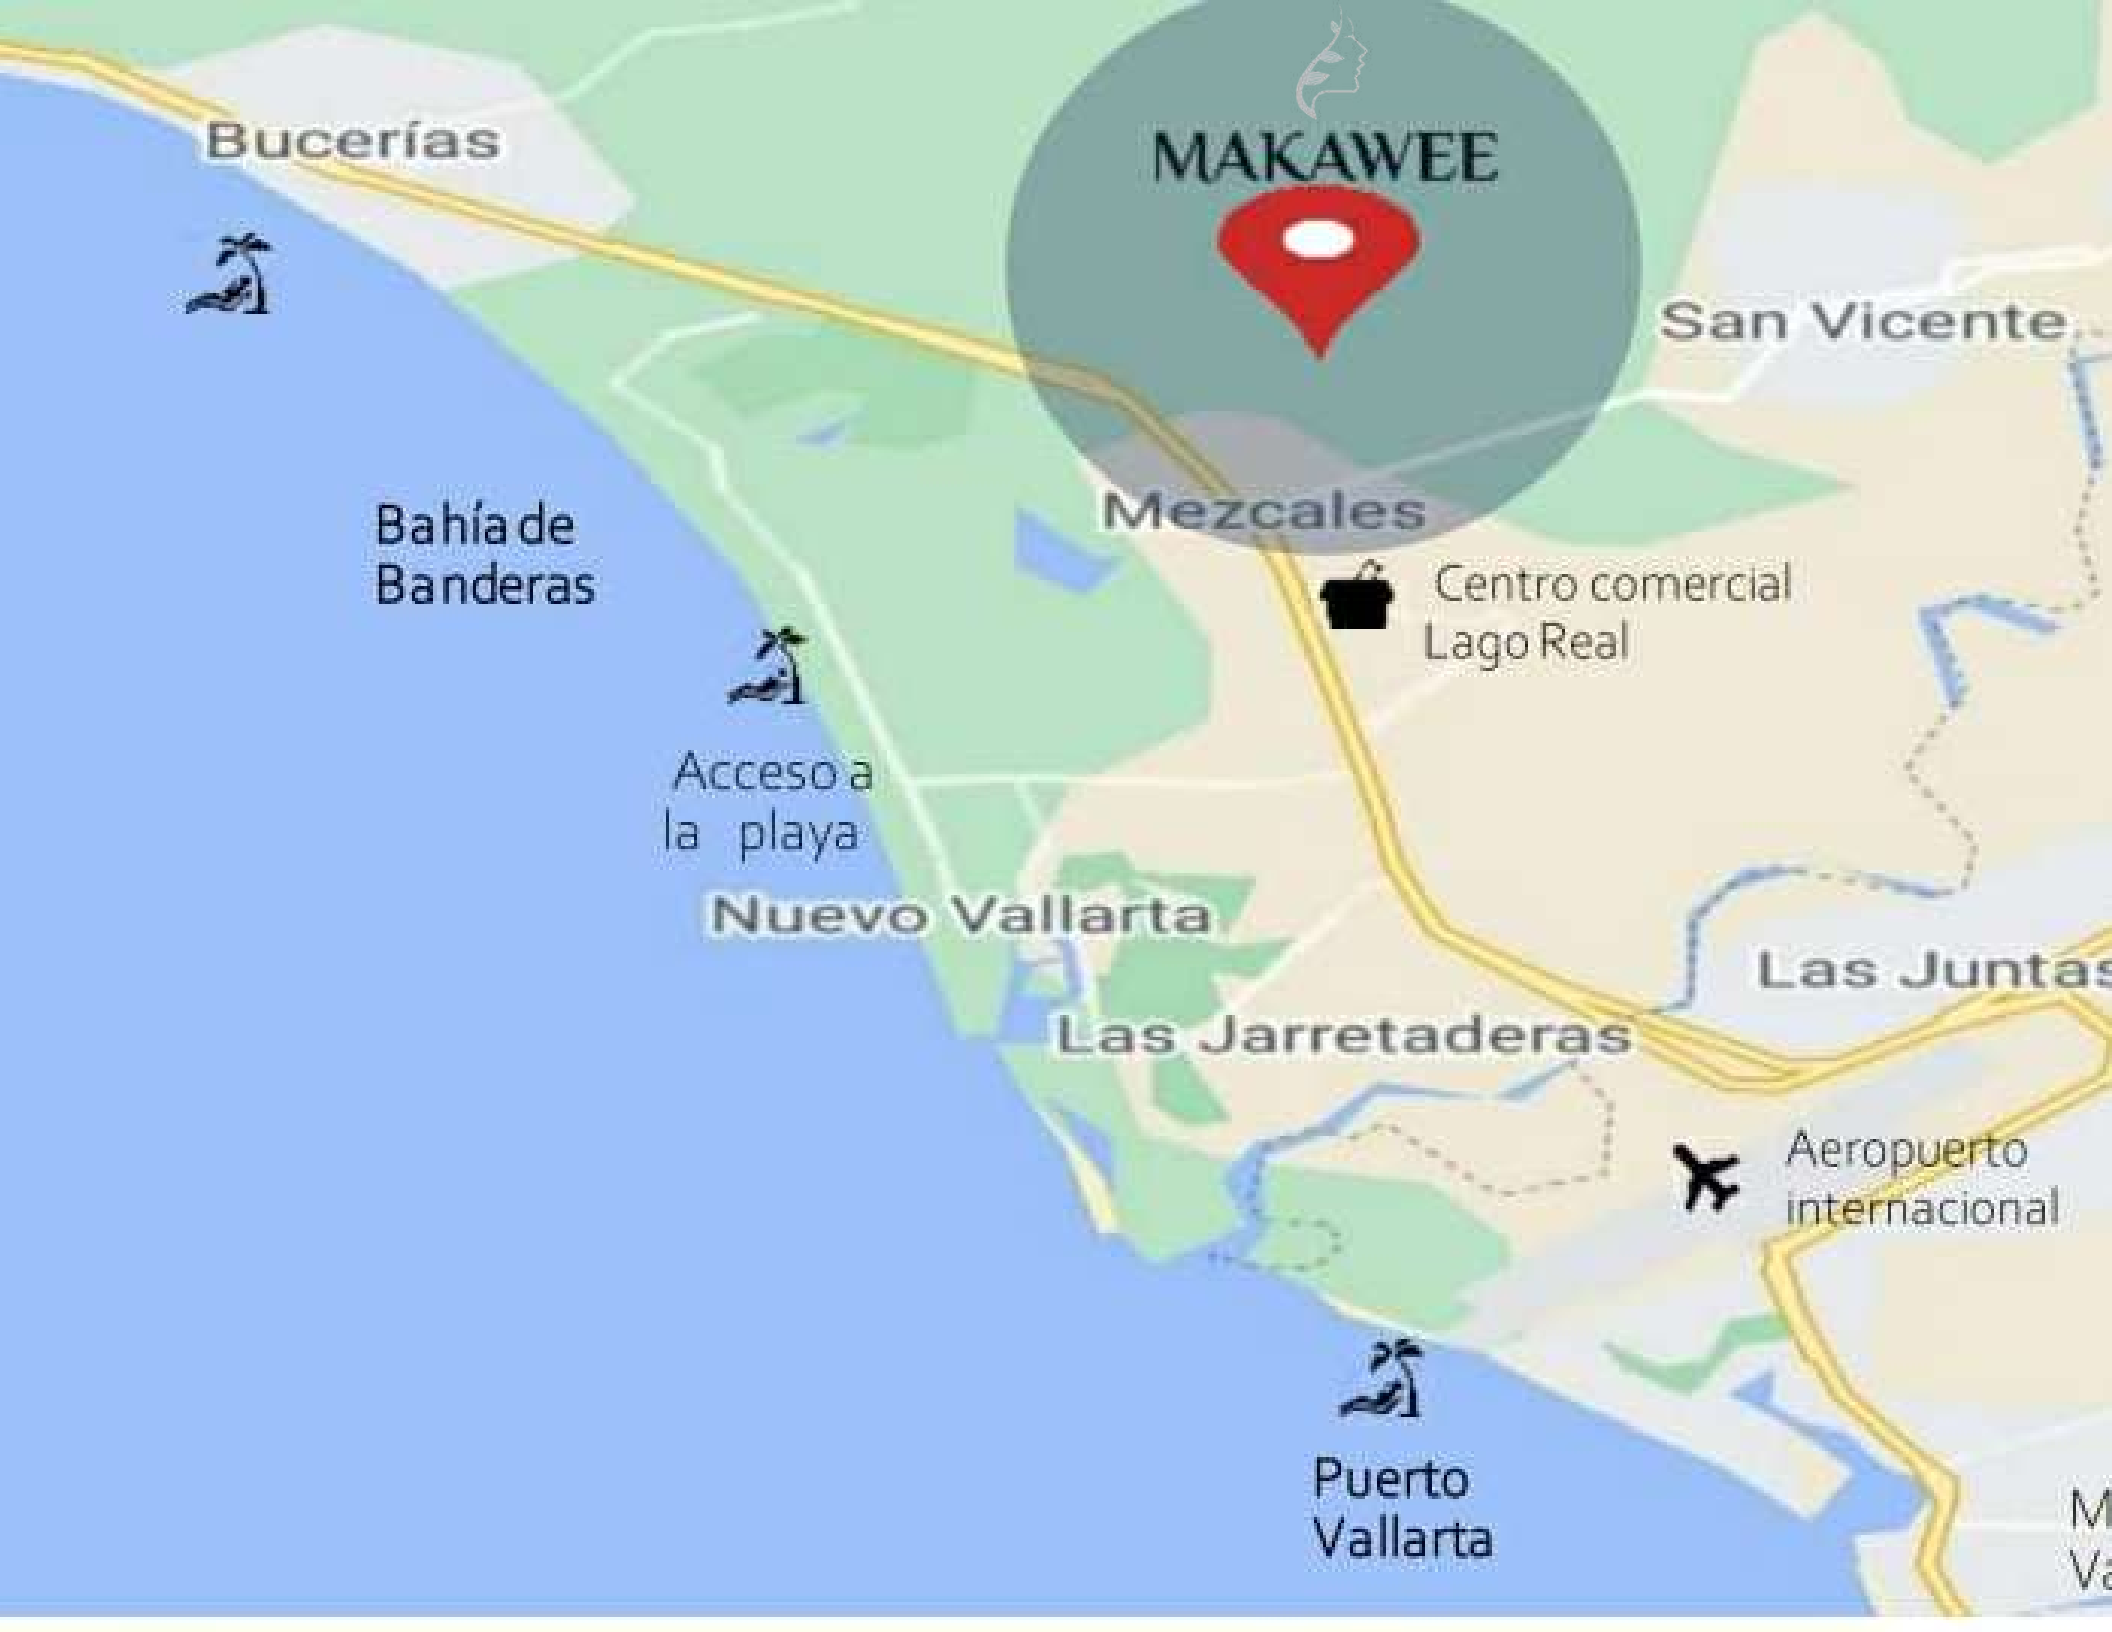 MAKAWEE
Bucerías
San Vicente
Bahía de
Banderas
Mezcales
Centro comercial
Lago Real
Acceso a
la playa
Nuevo Vallarta
Las Juntas
Las Jarretaderas
Aeropuerto
internacional
Puerto
Vallarta
M
Va